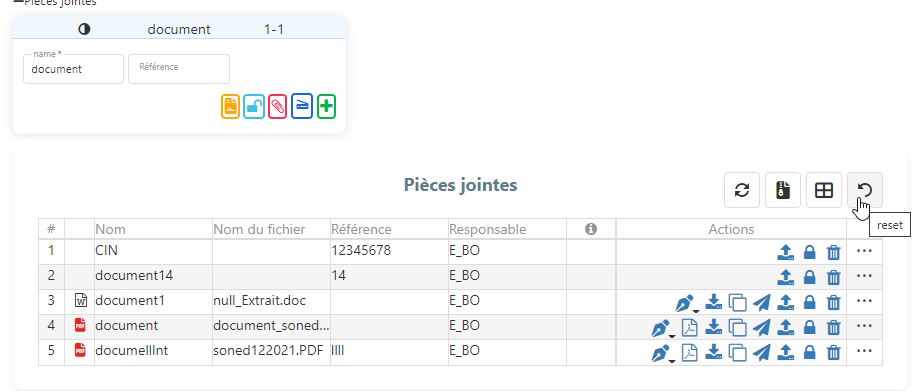 Pièces jointes
document 1-1
name *
document
Référence
Pièces jointes
reset
# Nom Nom du fichier Référence Responsable Actions
1 CIN 12345678 E_BO ...
2 document14 14 E_BO ...
3 document1 null_Extrait.doc E_BO ...
4 document document_soned... E_BO ...
5 documellInt soned122021.PDF IIII E_BO ...